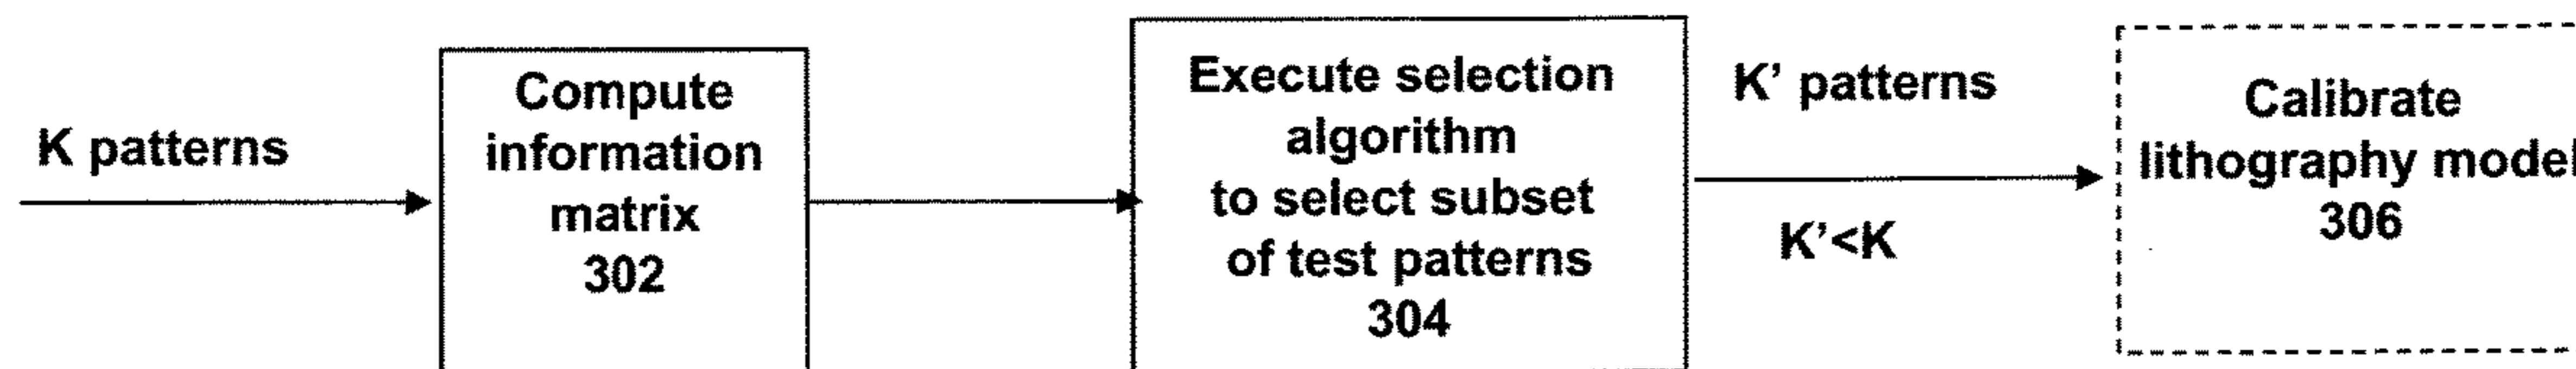 K patterns
Compute
information
matrix
302
Execute selection
algorithm
to select subset
of test patterns
304
K' patterns
K'<K
Calibrate
lithography model
306